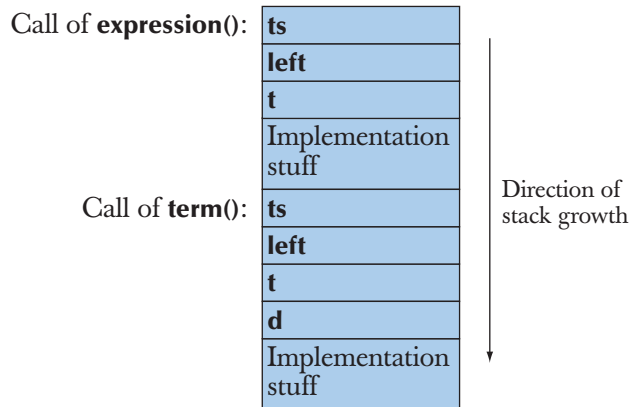 Call of expression(): ts
left
t
Implementation
stuff
Call of term(): ts
left
t
d
Implementation
stuff
Direction of
stack growth